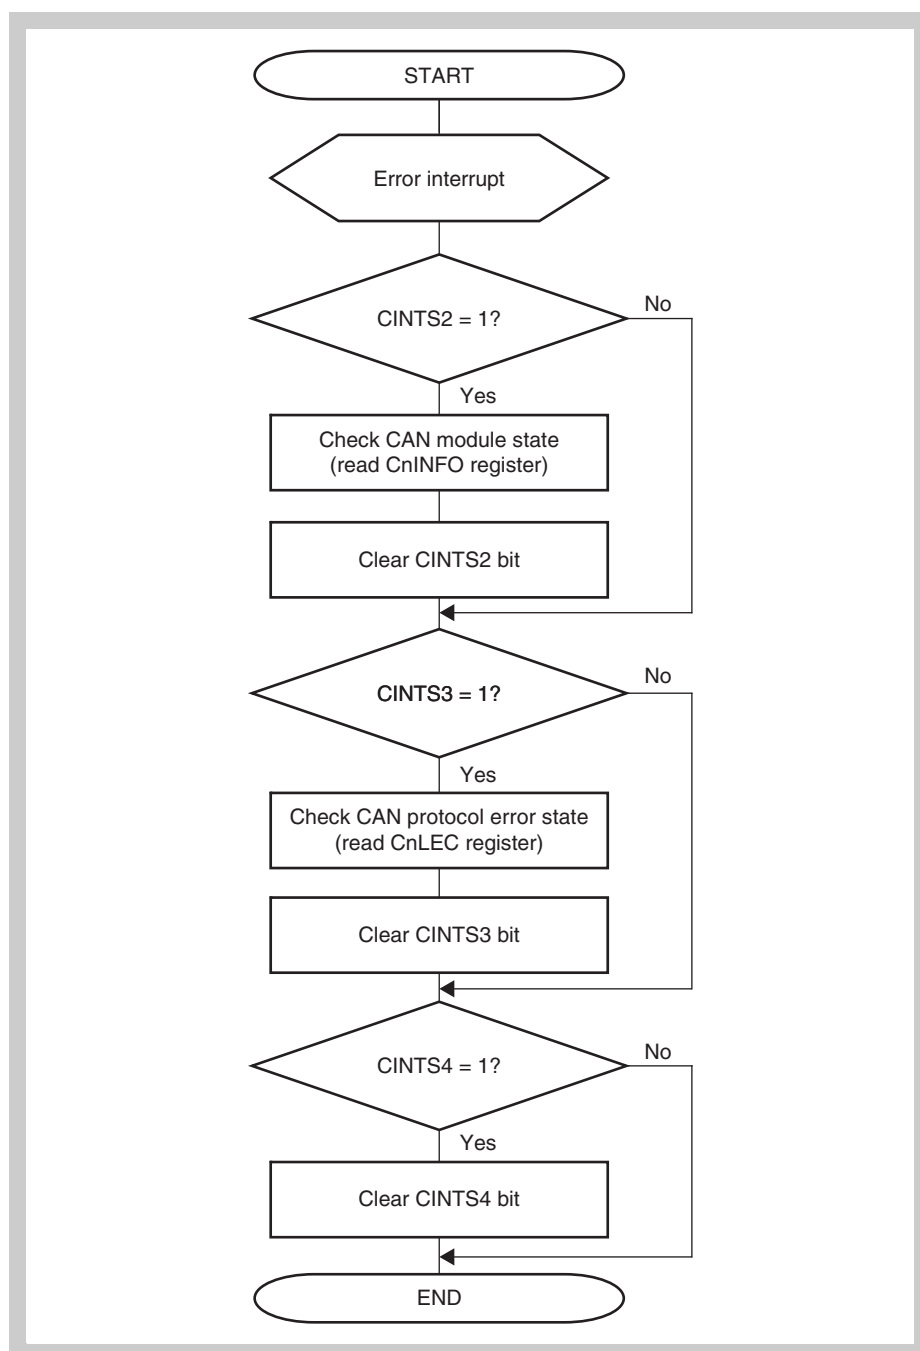 START
Error interrupt
CINTS2 = 1?
No
Yes
Check CAN module state
(read CnINFO register)
Clear CINTS2 bit
CINTS3 = 1?
No
Yes
Check CAN protocol error state
(read CnLEC register)
Clear CINTS3 bit
CINTS4 = 1?
No
Yes
Clear CINTS4 bit
END